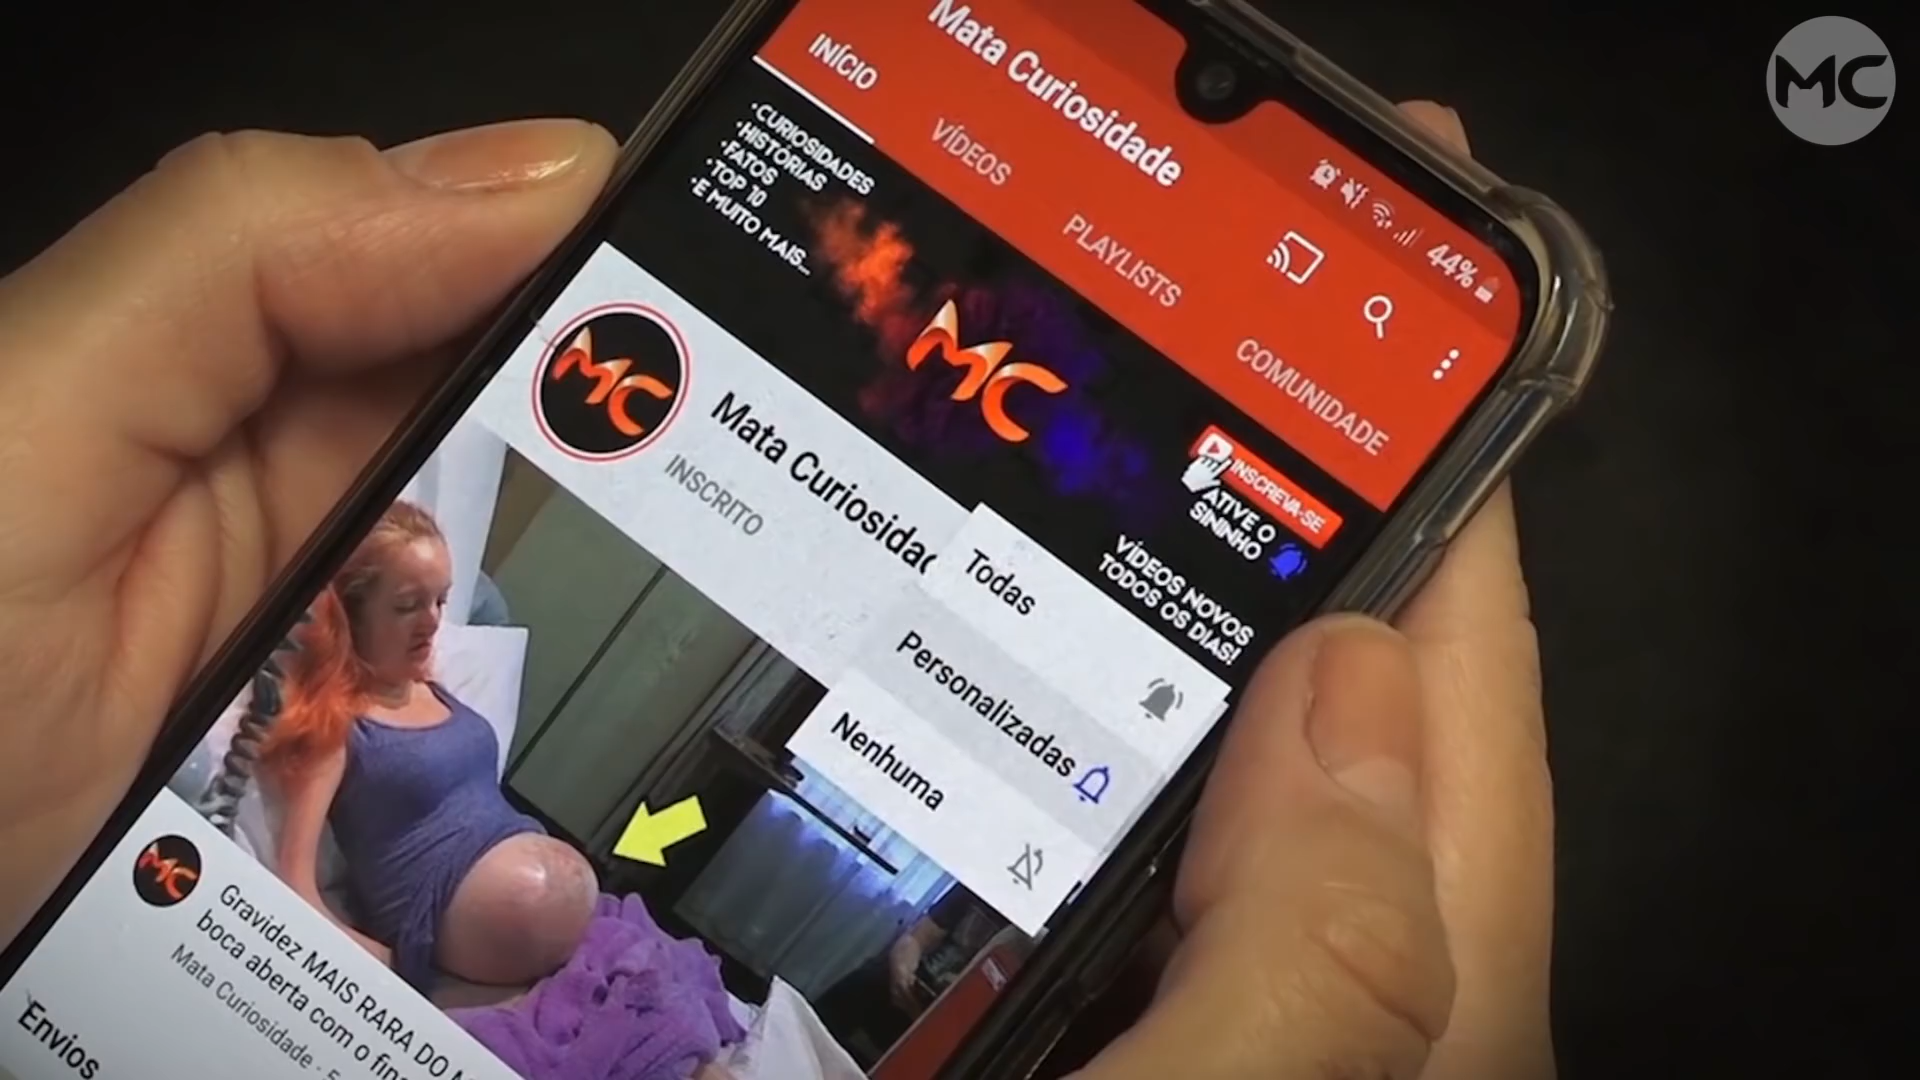 MC
Mata Curiosidade
44%
INÍCIO
VÍDEOS
PLAYLISTS
COMUNIDADE
•CURIOSIDADES
•HISTÓRIAS
•FATOS
•TOP 10
•E MUITO MAIS...
MC
INSCREVA-SE
ATIVE O
SININHO
VÍDEOS NOVOS
TODOS OS DIAS!
MC
Mata Curiosidad
INSCRITO
Todas
Personalizadas
Nenhuma
MC
Gravidez MAIS RARA DO
boca aberta com o
Mata Curiosidade ·
Envios